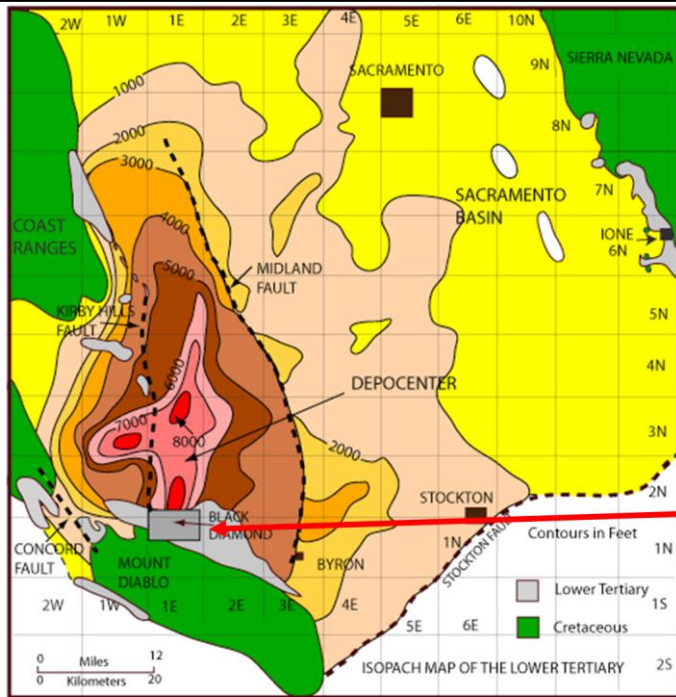 2W 1W 1E 2E 3E 4E 5E 6E 10N
9N
SIERRA NEVADA
SACRAMENTO
1000
8N
2000
3000
7N
SACRAMENTO
BASIN
4000
COAST
RANGES
IONE
6N
5000
MIDLAND
FAULT
KIRBY HILLS
FAULT
5N
4N
6000
DEPOCENTER
7000
8000
3N
2000
2N
STOCKTON
BLACK
DIAMOND
STOCKTON FAULT
Contours in Feet
1N
1N
CONCORD
FAULT
MOUNT
DIABLO
BYRON
Lower Tertiary
2W 1W 1E 2E 3E 4E
1S
5E 6E
Cretaceous
0 Miles 12
0 Kilometers 20
ISOPACH MAP OF THE LOWER TERTIARY
2S